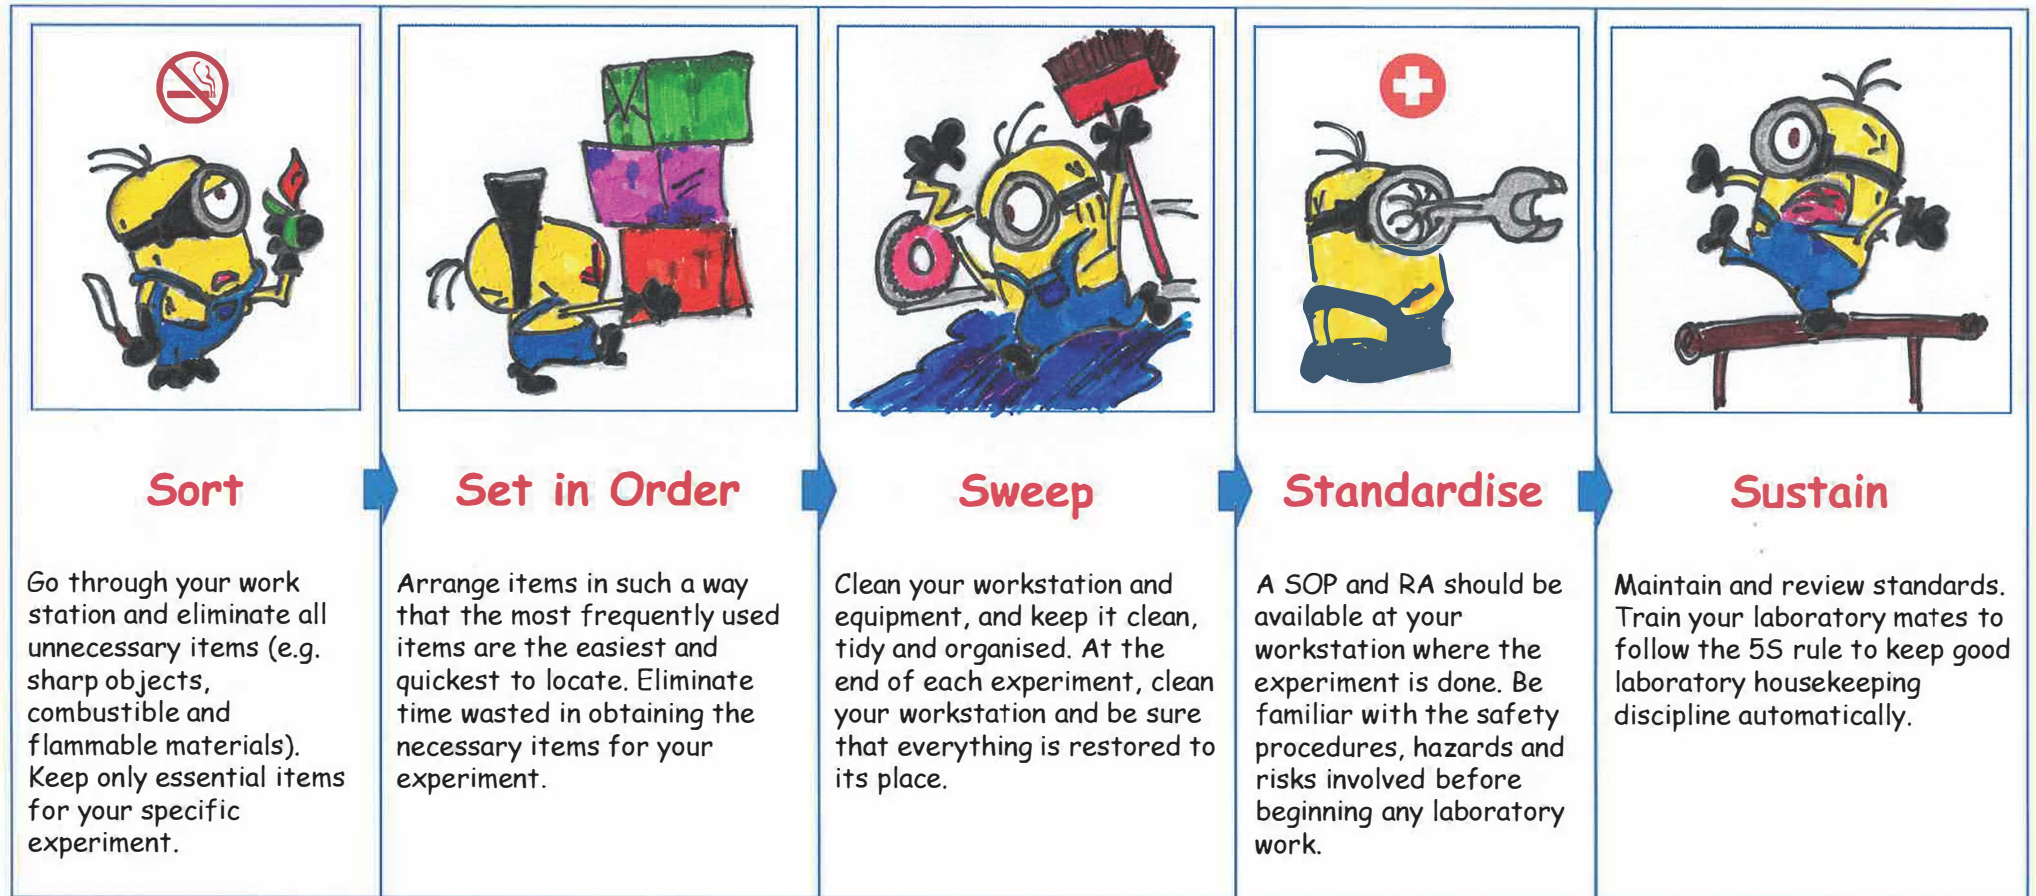 Sort
Go through your work
station and eliminate all
unnecessary items (e.g.
sharp objects,
combustible and
flammable materials).
Keep only essential items
for your specific
experiment.
Set in Order
Arrange items in such a way
that the most frequently used
items are the easiest and
quickest to locate. Eliminate
time wasted in obtaining the
necessary items for your
experiment.
Sweep
Clean your workstation and
equipment, and keep it clean,
tidy and organised. At the
end of each experiment, clean
your workstation and be sure
that everything is restored to
its place.
Standardise
A SOP and RA should be
available at your
workstation where the
experiment is done. Be
familiar with the safety
procedures, hazards and
risks involved before
beginning any laboratory
work.
Sustain
Maintain and review standards.
Train your laboratory mates to
follow the 5S rule to keep good
laboratory housekeeping
discipline automatically.